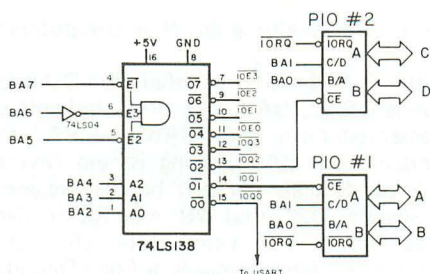 PIO #2
+5V GND
16 8
BA7 4 E1
BA6 74LS04 6 E3
BA5 5 E2
BA4 3 A2
BA3 2 A1
BA2 1 A0
O7 7 IOE3
O6 9 IOE2
O5 10 IOE1
O4 11 IOE0
O3 12 IOQ3
O2 13 IOQ2
O1 14 IOQ1
O0 15 IOQ0
74LS138
To USART
IORQ IORQ A C
BA1 C/D
BA0 B/A B D
CE
PIO #1
CE A A
BA1 C/D
BA0 B/A B B
IORQ IORQ